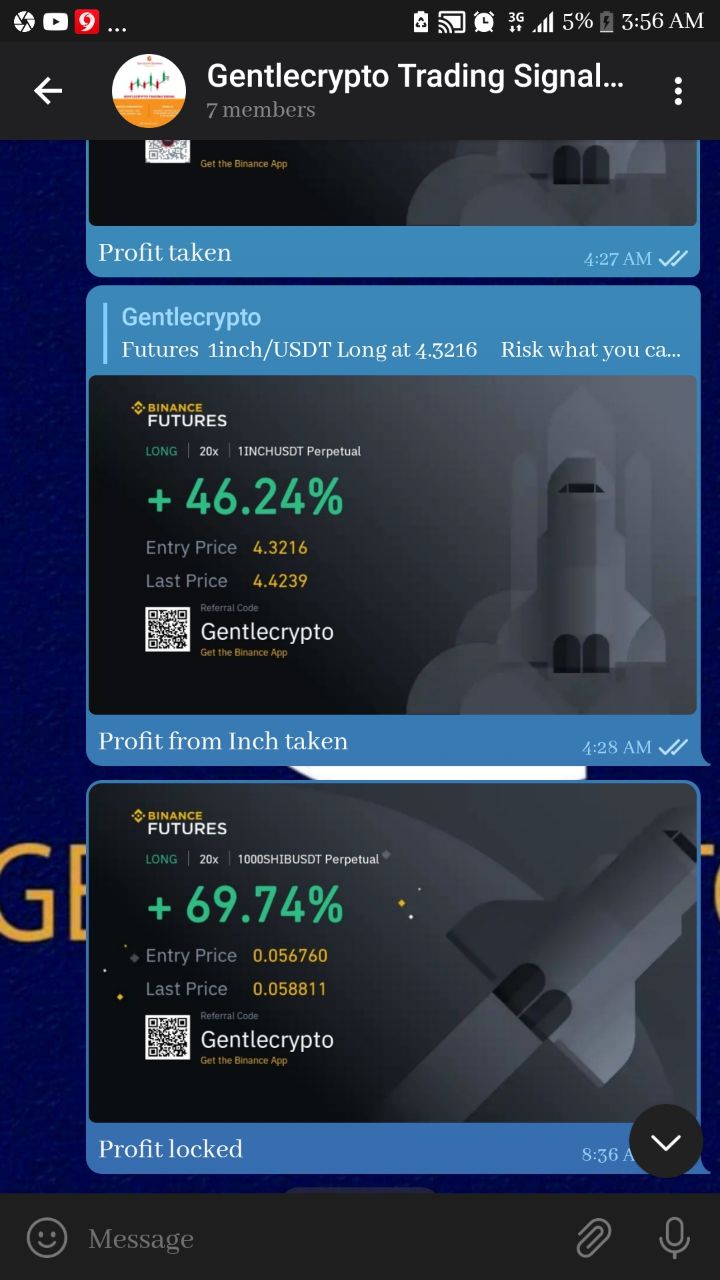 ... 3G 5% 3:56 AM
Gentlecrypto Trading Signal...
7 members
Get the Binance App
Profit taken
4:27 AM
Gentlecrypto
Futures 1inch/USDT Long at 4.3216 Risk what you ca...
BINANCE
FUTURES
LONG | 20x | 1INCHUSDT Perpetual
+ 46.24%
Entry Price 4.3216
Last Price 4.4239
Referral Code
Gentlecrypto
Get the Binance App
Profit from Inch taken
4:28 AM
BINANCE
FUTURES
LONG | 20x | 1000SHIBUSDT Perpetual
+ 69.74%
Entry Price 0.056760
Last Price 0.058811
Referral Code
Gentlecrypto
Get the Binance App
Profit locked
8:36 A
Message